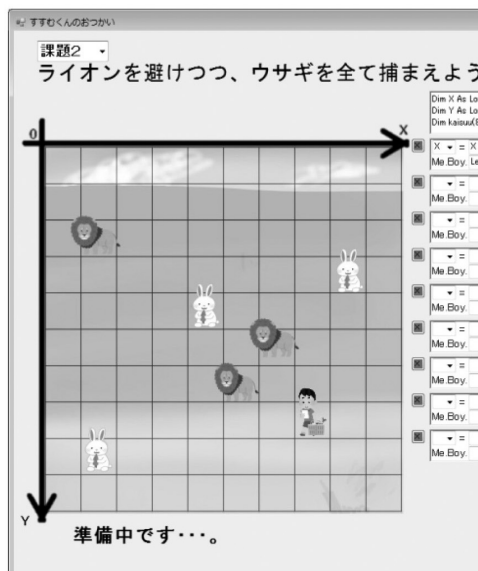 すすむくんのおつかい
課題2
ライオンを避けつつ、ウサギを全て捕まえよう
Dim X As Lo
Dim Y As Lo
Dim kaisuu(8
0
X
X = X
Me.Boy. Le
=
Me.Boy.
=
Me.Boy.
=
Me.Boy.
=
Me.Boy.
=
Me.Boy.
=
Me.Boy.
=
Me.Boy.
=
Me.Boy.
Y
準備中です・・・。